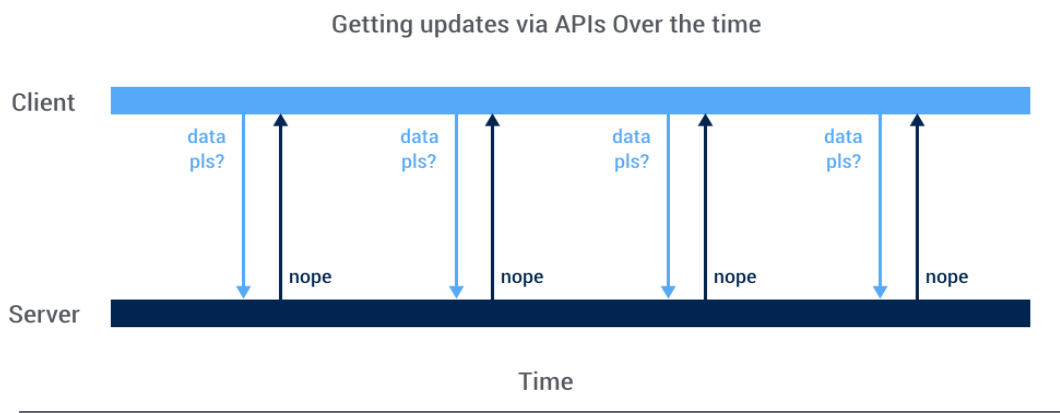 Getting updates via APIs Over the time
Client
data
pls?
data
pls?
data
pls?
data
pls?
nope
nope
nope
nope
Server
Time